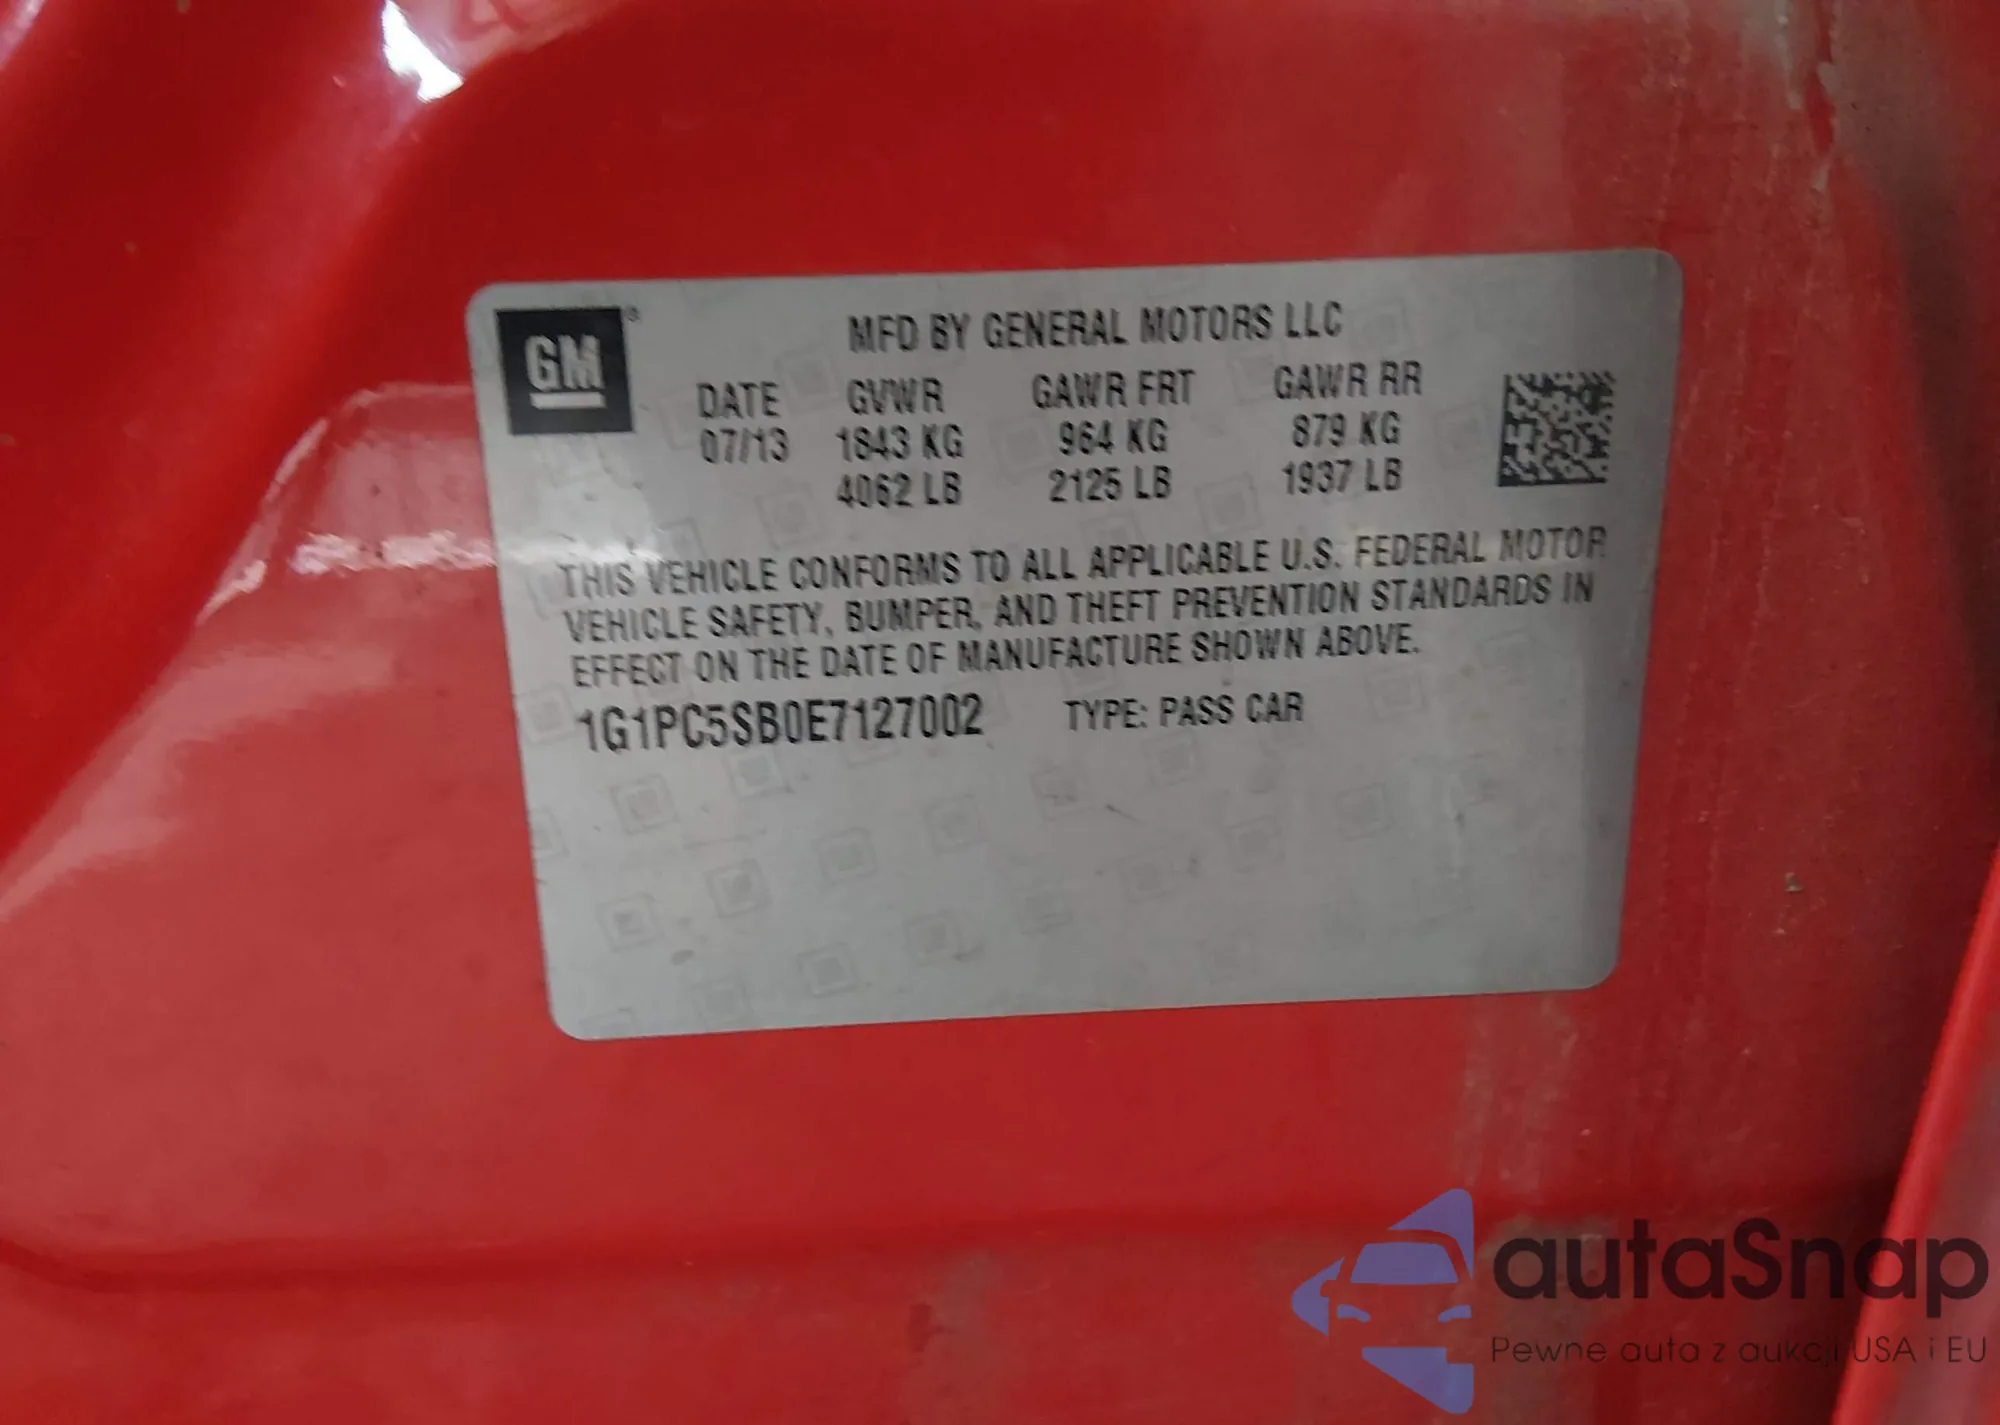 GM
MFD BY GENERAL MOTORS LLC
DATE GVWR GAWR FRT GAWR RR
07/13 1843 KG 964 KG 879 KG
4062 LB 2125 LB 1937 LB
THIS VEHICLE CONFORMS TO ALL APPLICABLE U.S. FEDERAL MOTOR
VEHICLE SAFETY, BUMPER, AND THEFT PREVENTION STANDARDS IN
EFFECT ON THE DATE OF MANUFACTURE SHOWN ABOVE.
1G1PC5SB0E7127002 TYPE: PASS CAR
autaSnap
Pewne auta z aukcji USA i EU